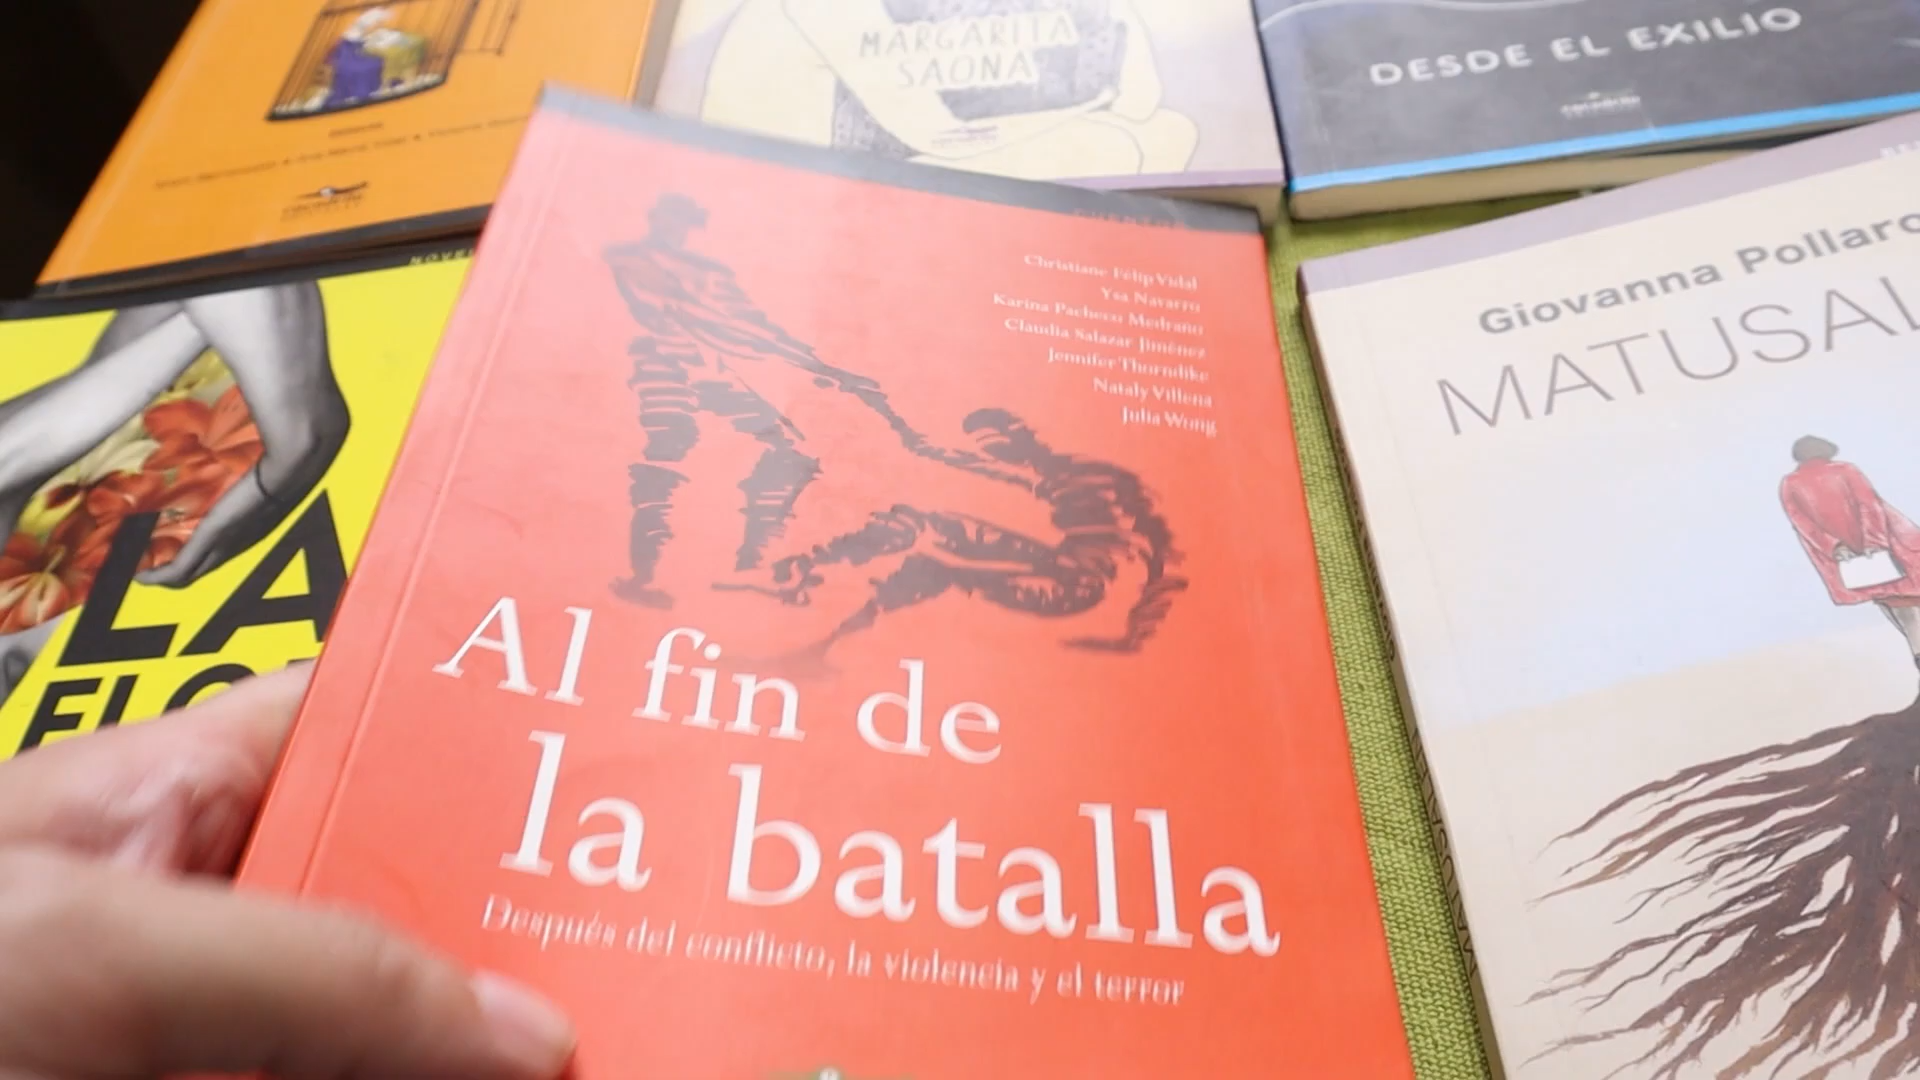 MARGARITA
SAONA
DESDE EL EXILIO
NOVEL
LA
FLO
Christiane Félip Vidal
Ysa Navarro
Karina Pacheco Medrano
Claudia Salazar Jiménez
Jennifer Thorndike
Nataly Villena
Julia Wong
Al fin de
la batalla
Después del conflicto, la violencia y el terror
Giovanna Pollaro
MATUSAL